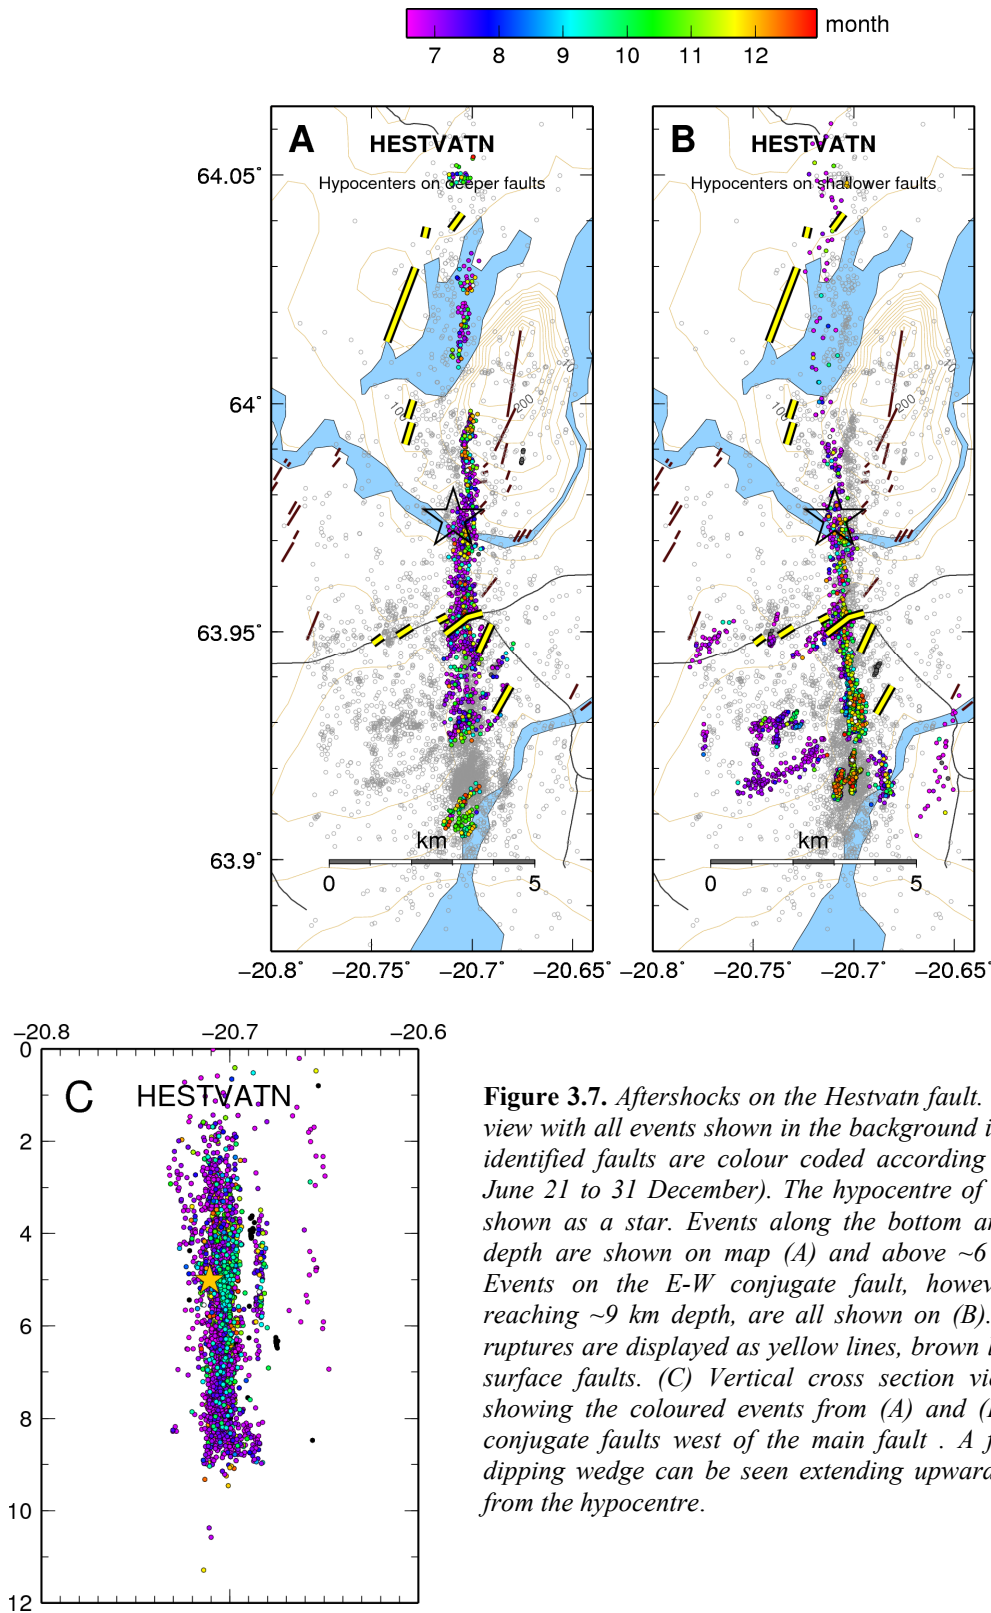 month
7 8 9 10 11 12
A
HESTVATN
Hypocenters on deeper faults
B
HESTVATN
Hypocenters on shallower faults
64.05°
64°
63.95°
63.9°
100
200
10
100
200
10
km
0 5
km
0 5
−20.8° −20.75° −20.7° −20.65° −20.8° −20.75° −20.7° −20.65°
−20.8 −20.7 −20.6
0
C HESTVATN
2
4
6
8
10
12
Figure 3.7. Aftershocks on the Hestvatn fault.
view with all events shown in the background i
identified faults are colour coded according
June 21 to 31 December). The hypocentre of
shown as a star. Events along the bottom a
depth are shown on map (A) and above ~6
Events on the E-W conjugate fault, howev
reaching ~9 km depth, are all shown on (B).
ruptures are displayed as yellow lines, brown l
surface faults. (C) Vertical cross section vie
showing the coloured events from (A) and (
conjugate faults west of the main fault . A f
dipping wedge can be seen extending upward
from the hypocentre.